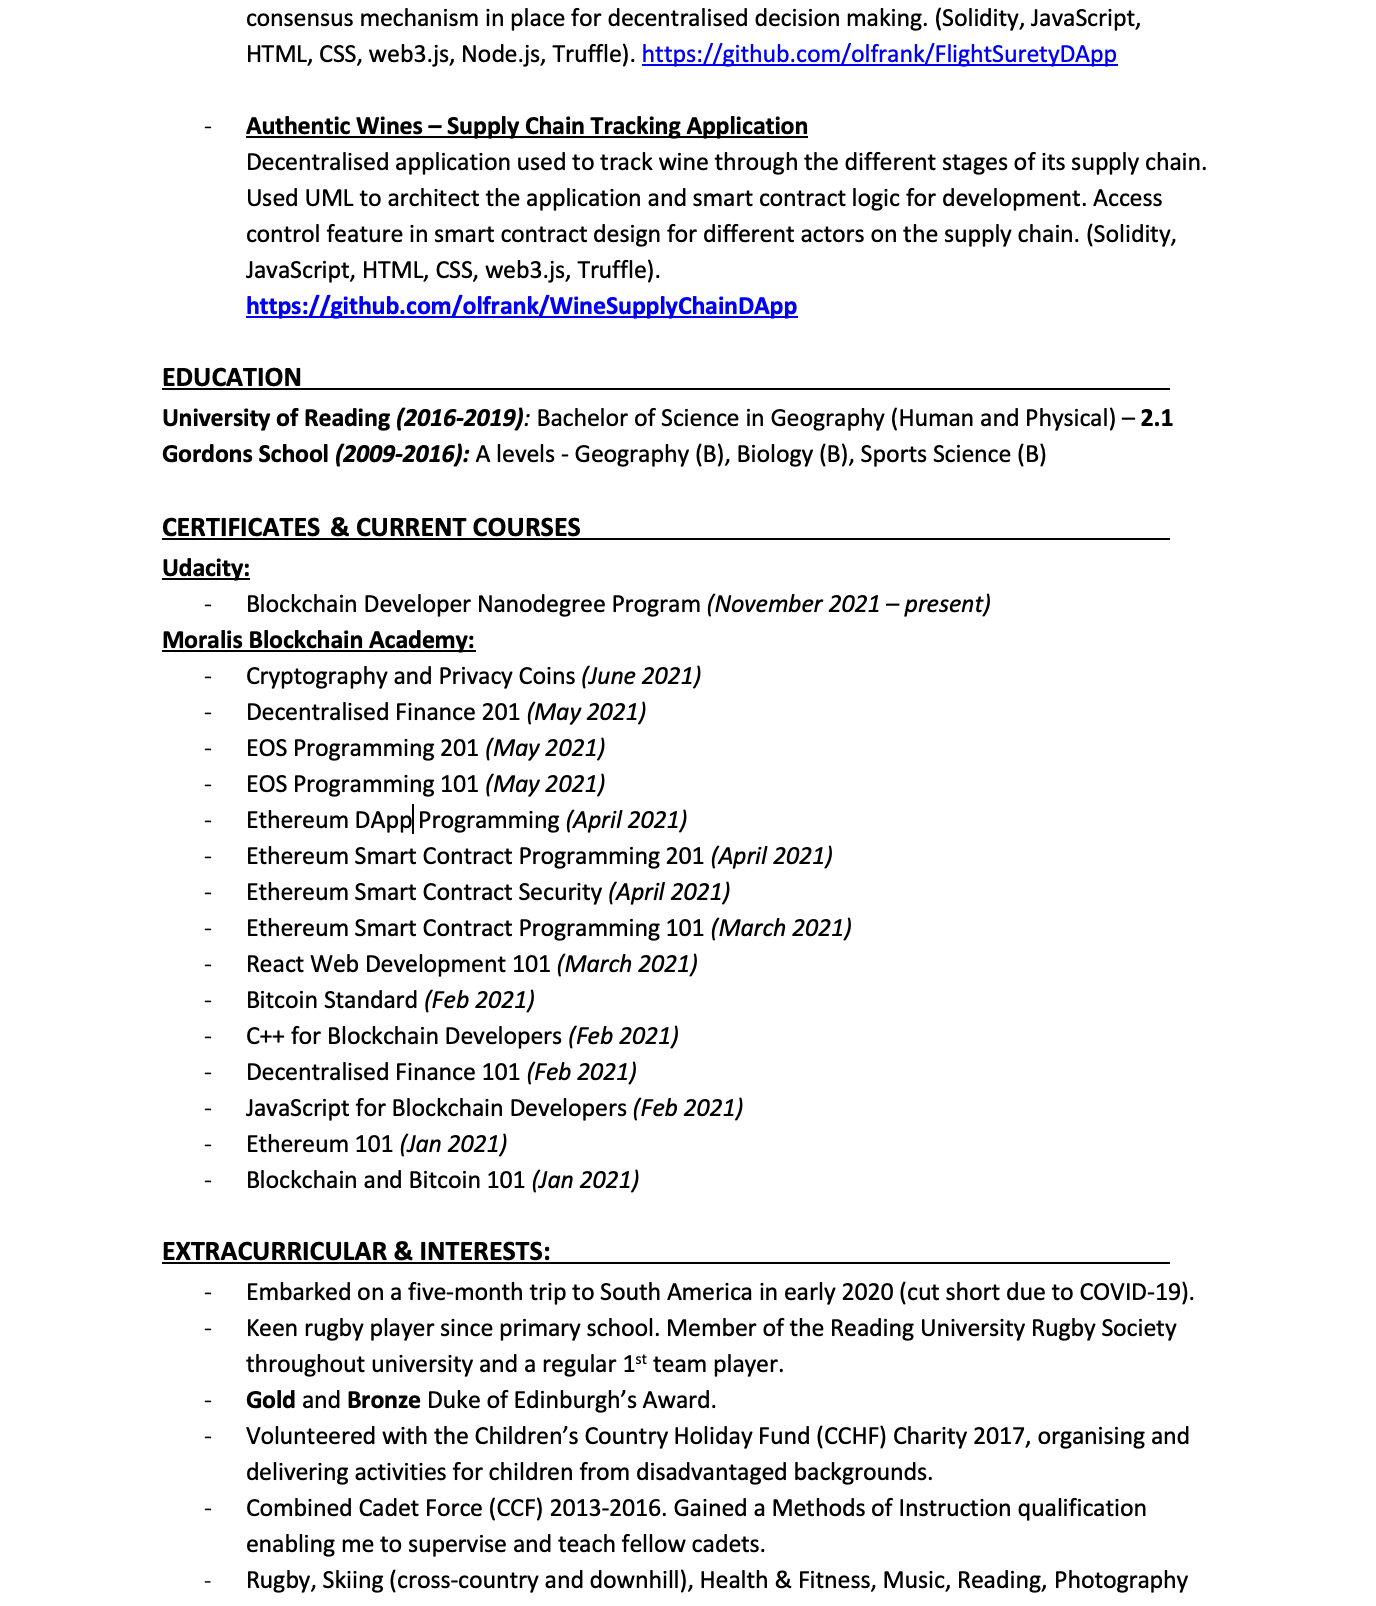 consensus mechanism in place for decentralised decision making. (Solidity, JavaScript,
HTML, CSS, web3.js, Node.js, Truffle). https://github.com/olfrank/FlightSuretyDApp
- Authentic Wines – Supply Chain Tracking Application
Decentralised application used to track wine through the different stages of its supply chain.
Used UML to architect the application and smart contract logic for development. Access
control feature in smart contract design for different actors on the supply chain. (Solidity,
JavaScript, HTML, CSS, web3.js, Truffle).
https://github.com/olfrank/WineSupplyChainDApp
EDUCATION
University of Reading (2016-2019): Bachelor of Science in Geography (Human and Physical) – 2.1
Gordons School (2009-2016): A levels - Geography (B), Biology (B), Sports Science (B)
CERTIFICATES & CURRENT COURSES
Udacity:
- Blockchain Developer Nanodegree Program (November 2021 – present)
Moralis Blockchain Academy:
- Cryptography and Privacy Coins (June 2021)
- Decentralised Finance 201 (May 2021)
- EOS Programming 201 (May 2021)
- EOS Programming 101 (May 2021)
- Ethereum DApp Programming (April 2021)
- Ethereum Smart Contract Programming 201 (April 2021)
- Ethereum Smart Contract Security (April 2021)
- Ethereum Smart Contract Programming 101 (March 2021)
- React Web Development 101 (March 2021)
- Bitcoin Standard (Feb 2021)
- C++ for Blockchain Developers (Feb 2021)
- Decentralised Finance 101 (Feb 2021)
- JavaScript for Blockchain Developers (Feb 2021)
- Ethereum 101 (Jan 2021)
- Blockchain and Bitcoin 101 (Jan 2021)
EXTRACURRICULAR & INTERESTS:
- Embarked on a five-month trip to South America in early 2020 (cut short due to COVID-19).
- Keen rugby player since primary school. Member of the Reading University Rugby Society
throughout university and a regular 1st team player.
- Gold and Bronze Duke of Edinburgh’s Award.
- Volunteered with the Children’s Country Holiday Fund (CCHF) Charity 2017, organising and
delivering activities for children from disadvantaged backgrounds.
- Combined Cadet Force (CCF) 2013-2016. Gained a Methods of Instruction qualification
enabling me to supervise and teach fellow cadets.
- Rugby, Skiing (cross-country and downhill), Health & Fitness, Music, Reading, Photography